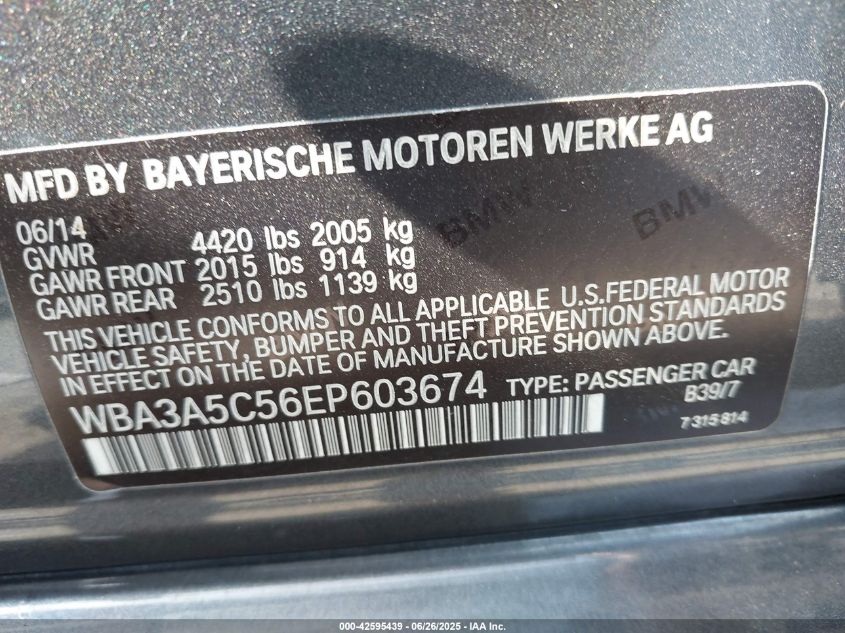 MFD BY BAYERISCHE MOTOREN WERKE AG
06/14
GVWR 4420 lbs 2005 kg
GAWR FRONT 2015 lbs 914 kg
GAWR REAR 2510 lbs 1139 kg
THIS VEHICLE CONFORMS TO ALL APPLICABLE U.S.FEDERAL MOTOR
VEHICLE SAFETY, BUMPER AND THEFT PREVENTION STANDARDS
IN EFFECT ON THE DATE OF MANUFACTURE SHOWN ABOVE.
WBA3A5C56EP603674 TYPE: PASSENGER CAR
B39/7
7 315 814
BMW
BMW
BMW
000-42595439 - 06/26/2025 - IAA Inc.